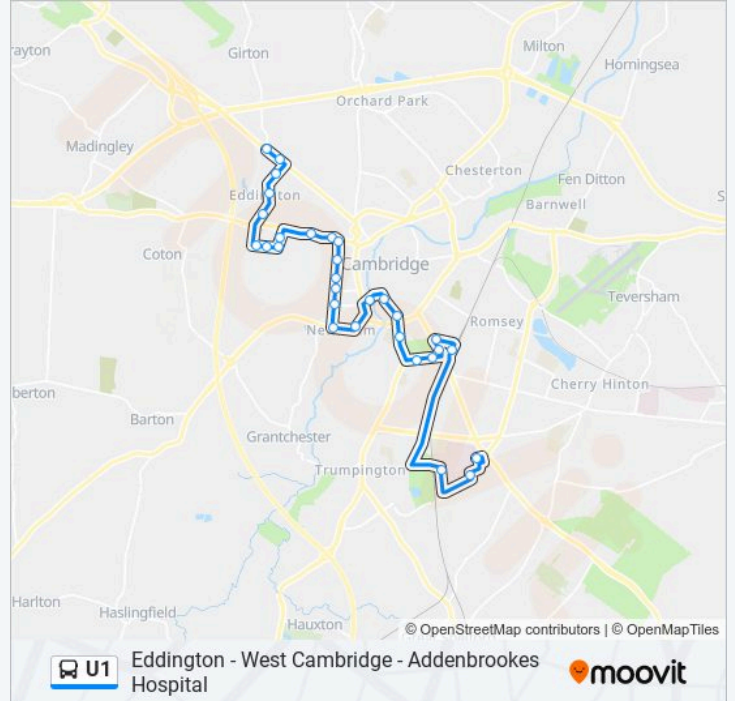 rayton
Girton
Milton
Horningsea
Orchard Park
Madingley
Chesterton
Fen Ditton
Eddington
Barnwell
S
Coton
Cambridge
Teversham
Newnham
Romsey
Cherry Hinton
berton
Barton
Grantchester
Trumpington
Harlton
Haslingfield
Hauxton
© OpenStreetMap contributors | © OpenMapTiles
U1
Eddington - West Cambridge - Addenbrookes
Hospital
moovit